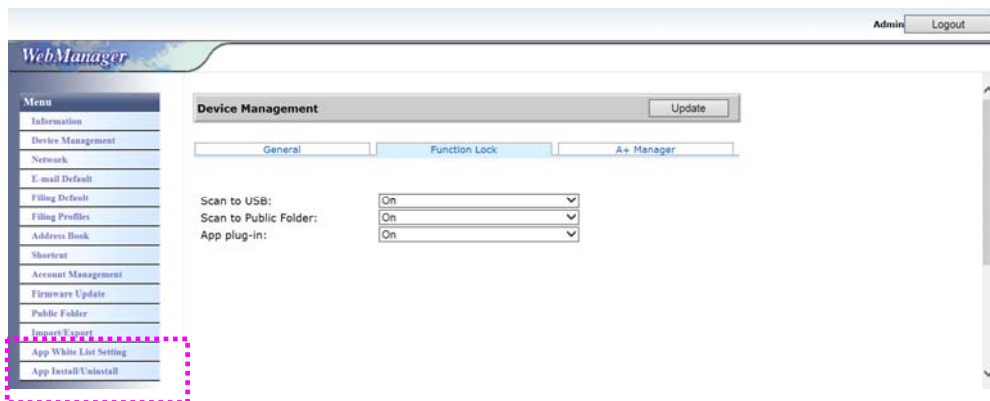 Admin Logout
WebManager
Menu
Information
Device Management
Network
E-mail Default
Filing Default
Filing Profiles
Address Book
Shortcut
Account Management
Firmware Update
Public Folder
Import/Export
App White List Setting
App Install/Uninstall
Device Management Update
General Function Lock A+ Manager
Scan to USB: On
Scan to Public Folder: On
App plug-in: On